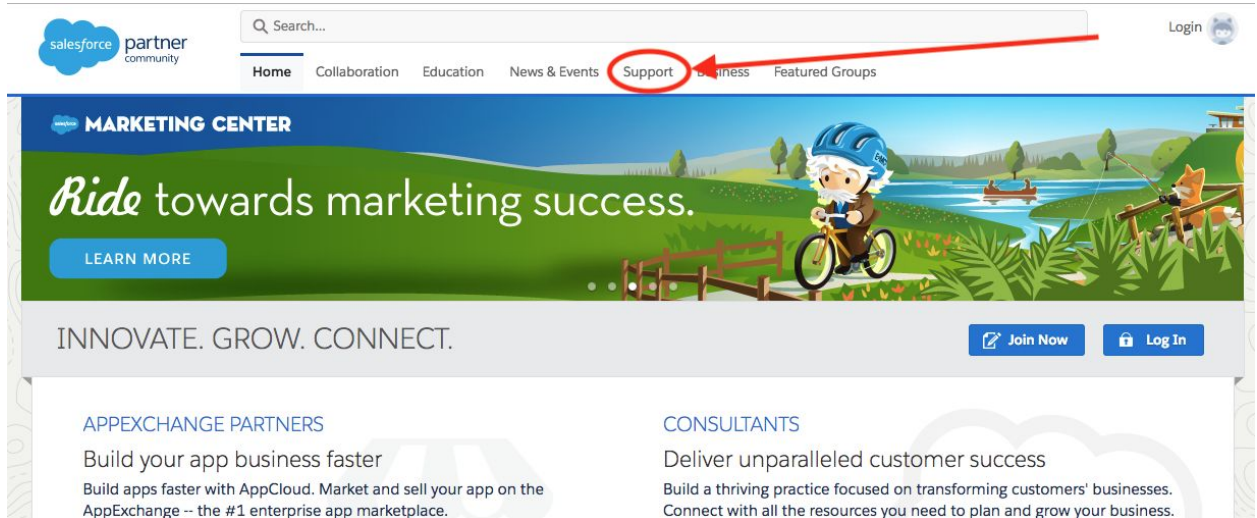 salesforce partner community
Search...
Login
Home Collaboration Education News & Events Support Business Featured Groups
salesforce MARKETING CENTER
Ride towards marketing success.
LEARN MORE
INNOVATE. GROW. CONNECT.
Join Now Log In
APPEXCHANGE PARTNERS
Build your app business faster
Build apps faster with AppCloud. Market and sell your app on the
AppExchange -- the #1 enterprise app marketplace.
CONSULTANTS
Deliver unparalleled customer success
Build a thriving practice focused on transforming customers' businesses.
Connect with all the resources you need to plan and grow your business.